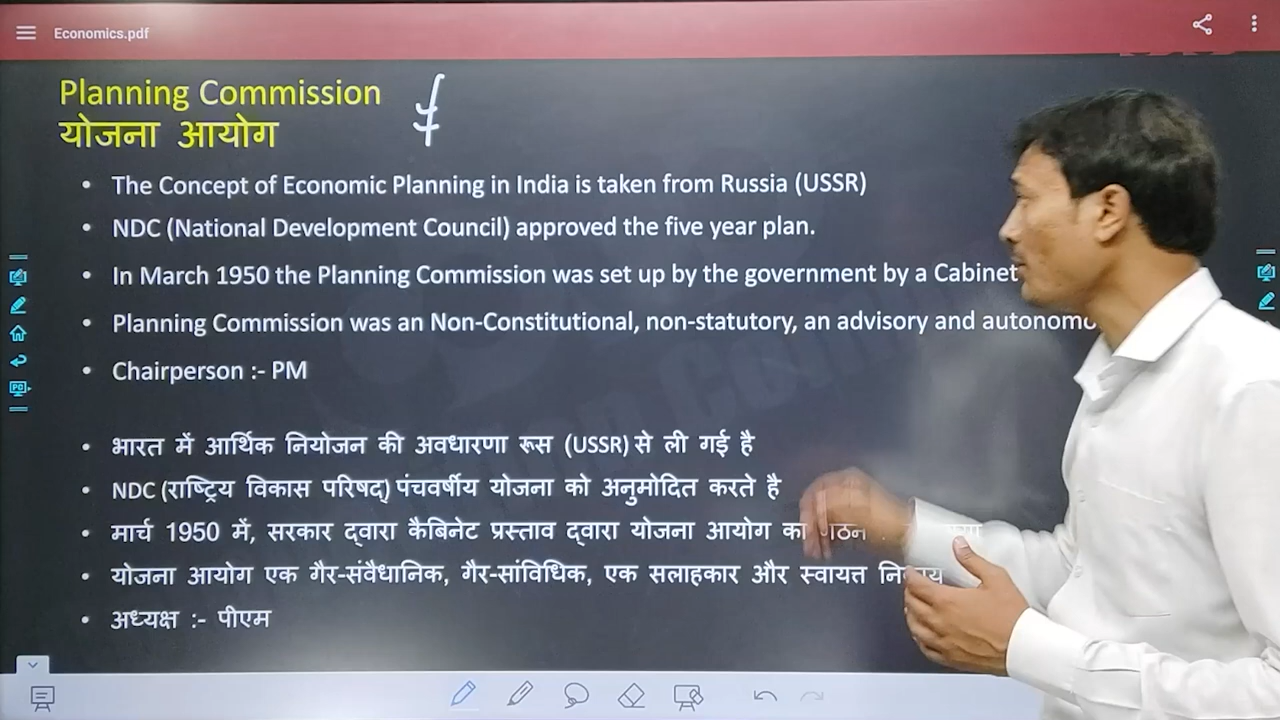 Economics.pdf
Planning Commission
योजना आयोग
• The Concept of Economic Planning in India is taken from Russia (USSR)
• NDC (National Development Council) approved the five year plan.
• In March 1950 the Planning Commission was set up by the government by a Cabinet
• Planning Commission was an Non-Constitutional, non-statutory, an advisory and
• Chairperson :- PM
• भारत में आर्थिक नियोजन की अवधारणा रूस (USSR) से ली गई है
• NDC (राष्ट्रिय विकास परिषद्) पंचवर्षीय योजना को अनुमोदित करते है
• मार्च 1950 में, सरकार द्वारा कैबिनेट प्रस्ताव द्वारा योजना आयोग का
• योजना आयोग एक गैर-संवैधानिक, गैर-सांविधिक, एक सलाहकार और स्वायत्त
• अध्यक्ष :- पीएम